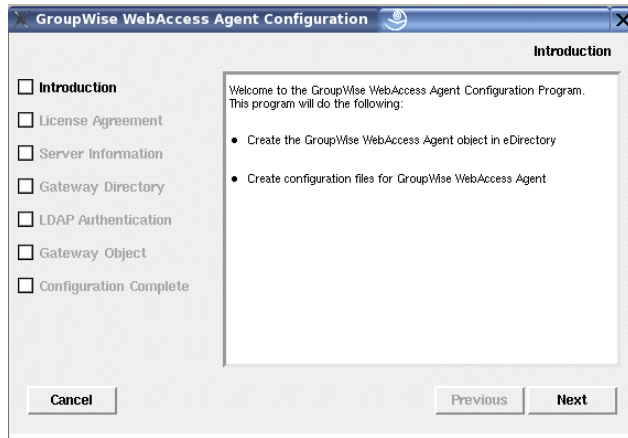 GroupWise WebAccess Agent Configuration
Introduction
Introduction
License Agreement
Server Information
Gateway Directory
LDAP Authentication
Gateway Object
Configuration Complete
Welcome to the GroupWise WebAccess Agent Configuration Program.
This program will do the following:
● Create the GroupWise WebAccess Agent object in eDirectory
● Create configuration files for GroupWise WebAccess Agent
Cancel
Previous
Next